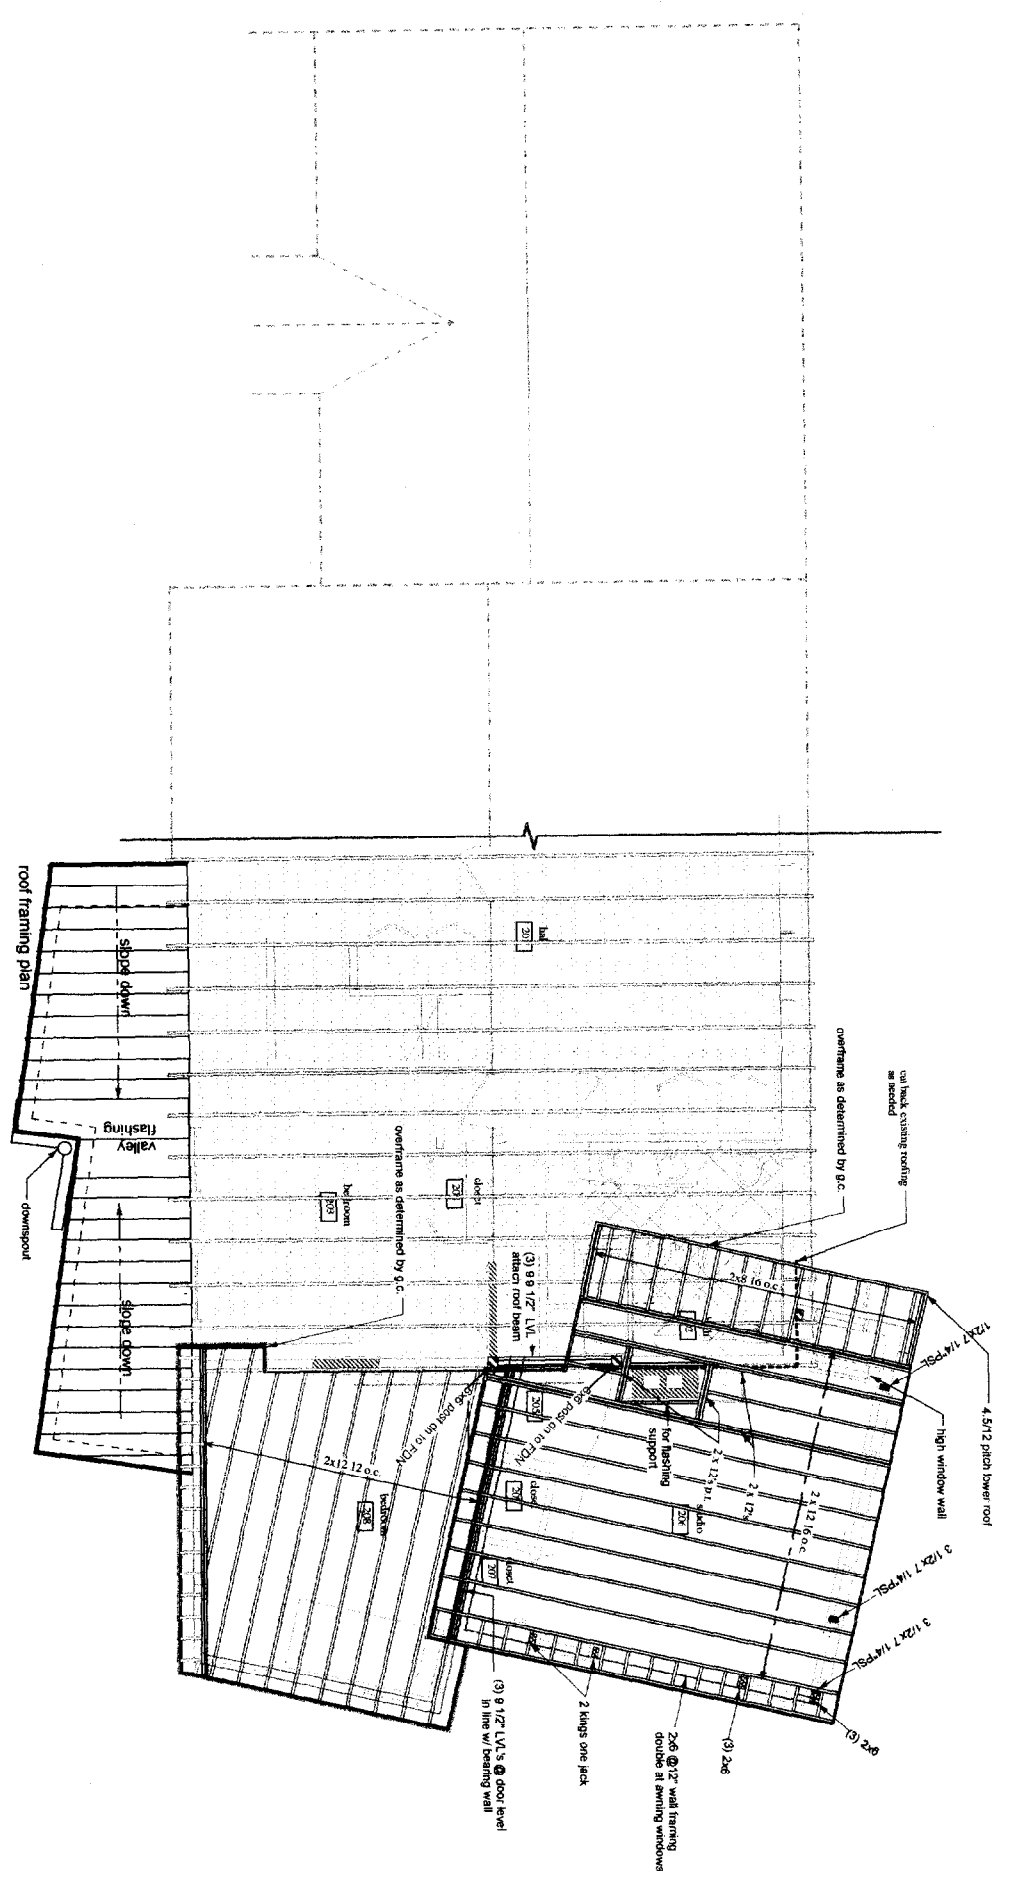 roof framing plan
slope down
valley
flashing
slope down
downspout
overframe as determined by g.c.
cut back existing roofing
as needed
overframe as determined by g.c.
hall
closet
bedroom
203
(3) 9 9 1/2" LVL
attach roof beam
2x8 16 o.c.
1/2x7 1/4"PSL
4.5/12 pitch lower roof
high window wall
6x6 post on to FDN
6x6 post on to FDN
205
for flashing
support
2 x 12's p.t.
2 x 12's
2 x 12 16 o.c.
studio
2x12 12 o.c.
bedroom
208
closet
closet
207
3 1/2x 7 1/4"PSL
3 1/2x 7 1/4"PSL
(3) 2x6
(3) 2x6
2x6 @12" wall framing
double at awning windows
2 kings one jack
(3) 9 1/2" LVL's @ door level
in line w/ bearing wall